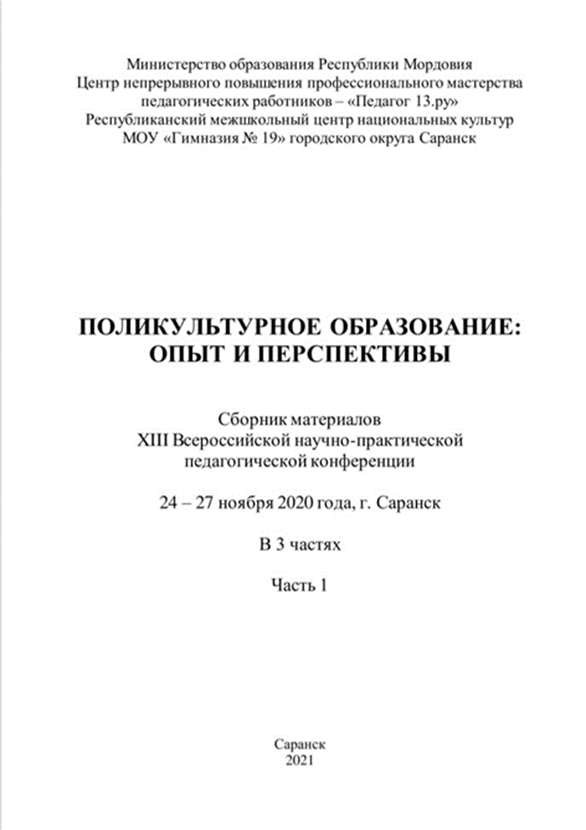 Министерство образования Республики Мордовия
Центр непрерывного повышения профессионального мастерства
педагогических работников – «Педагог 13.ру»
Республиканский межшкольный центр национальных культур
МОУ «Гимназия № 19» городского округа Саранск
ПОЛИКУЛЬТУРНОЕ ОБРАЗОВАНИЕ:
ОПЫТ И ПЕРСПЕКТИВЫ
Сборник материалов
XIII Всероссийской научно-практической
педагогической конференции
24 – 27 ноября 2020 года, г. Саранск
В 3 частях
Часть 1
Саранск
2021